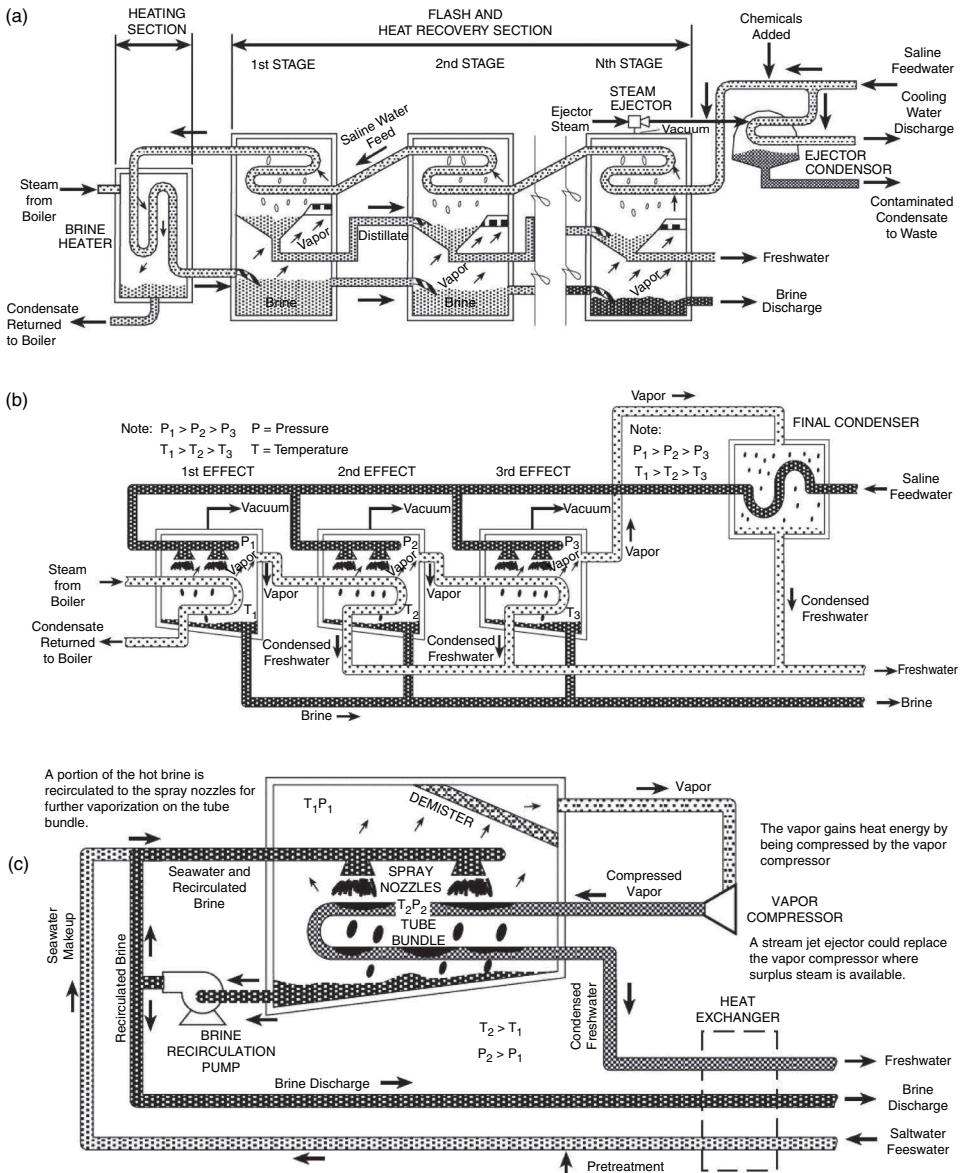 (a)
HEATING
SECTION
FLASH AND
HEAT RECOVERY SECTION
1st STAGE
2nd STAGE
Nth STAGE
Chemicals
Added
Saline
Feedwater
Cooling
Water
Discharge
STEAM
EJECTOR
Ejector
Steam
Vacuum
EJECTOR
CONDENSOR
Contaminated
Condensate
to Waste
Saline Water
Feed
Steam
from
Boiler
BRINE
HEATER
Vapor
Distillate
Vapor
Vapor
Freshwater
Brine
Brine
Brine
Discharge
Condensate
Returned
to Boiler
(b)
Note: P1 > P2 > P3 P = Pressure
T1 > T2 > T3 T = Temperature
1st EFFECT
2nd EFFECT
3rd EFFECT
Vapor
Note:
P1 > P2 > P3
T1 > T2 > T3
FINAL CONDENSER
Saline
Feedwater
Vacuum
Vacuum
Vacuum
P1
P2
P3
Vapor
Vapor
Vapor
Vapor
Vapor
Vapor
Steam
from
Boiler
T1
T2
T3
Condensate
Returned
to Boiler
Condensed
Freshwater
Condensed
Freshwater
Condensed
Freshwater
Freshwater
Brine
Brine
(c)
A portion of the hot brine is
recirculated to the spray nozzles for
further vaporization on the tube
bundle.
T1P1
DEMISTER
Vapor
The vapor gains heat energy by
being compressed by the vapor
compressor
Seawater and
Recirculated
Brine
SPRAY
NOZZLES
T2P2
TUBE
BUNDLE
Compressed
Vapor
VAPOR
COMPRESSOR
A stream jet ejector could replace
the vapor compressor where
surplus steam is available.
Seawater
Makeup
Recirculated Brine
BRINE
RECIRCULATION
PUMP
T2 > T1
P2 > P1
Condensed
Freshwater
HEAT
EXCHANGER
Freshwater
Brine Discharge
Brine
Discharge
Saltwater
Feeswater
Pretreatment